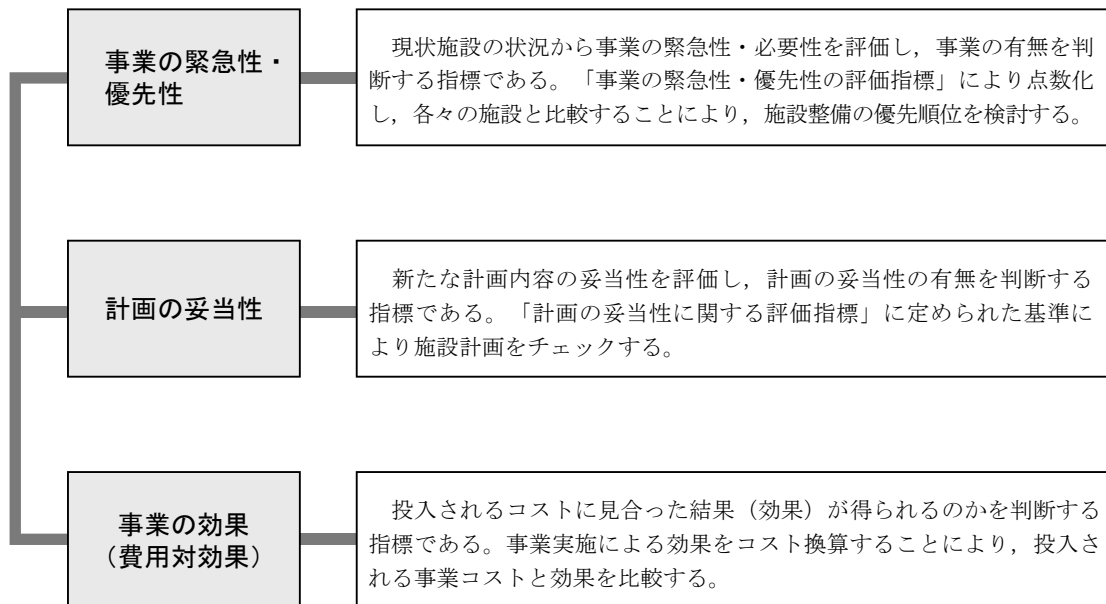 事業の緊急性・
優先性
　現状施設の状況から事業の緊急性・必要性を評価し，事業の有無を判
断する指標である。「事業の緊急性・優先性の評価指標」により点数化
し，各々の施設と比較することにより，施設整備の優先順位を検討する。
計画の妥当性
　新たな計画内容の妥当性を評価し，計画の妥当性の有無を判断する
指標である。「計画の妥当性に関する評価指標」に定められた基準に
より施設計画をチェックする。
事業の効果
（費用対効果）
　投入されるコストに見合った結果（効果）が得られるのかを判断する
指標である。事業実施による効果をコスト換算することにより，投入さ
れる事業コストと効果を比較する。